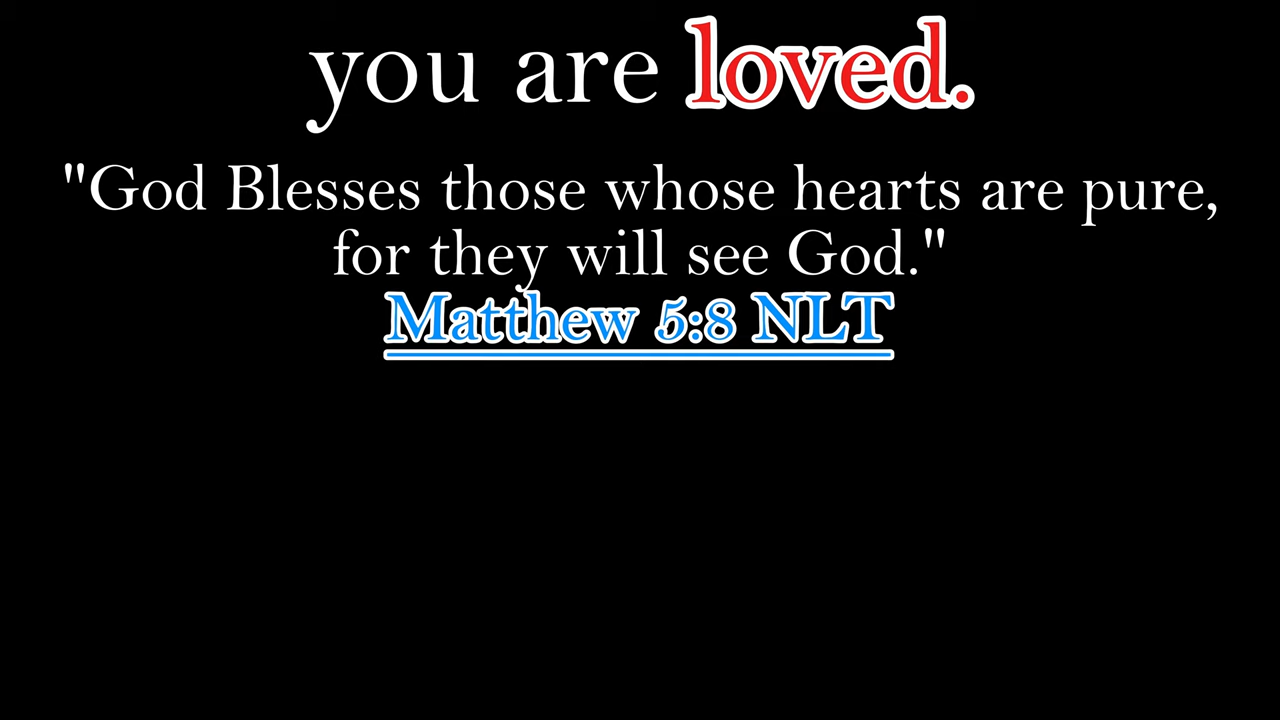 you are loved.
"God Blesses those whose hearts are pure,
for they will see God."
Matthew 5:8 NLT